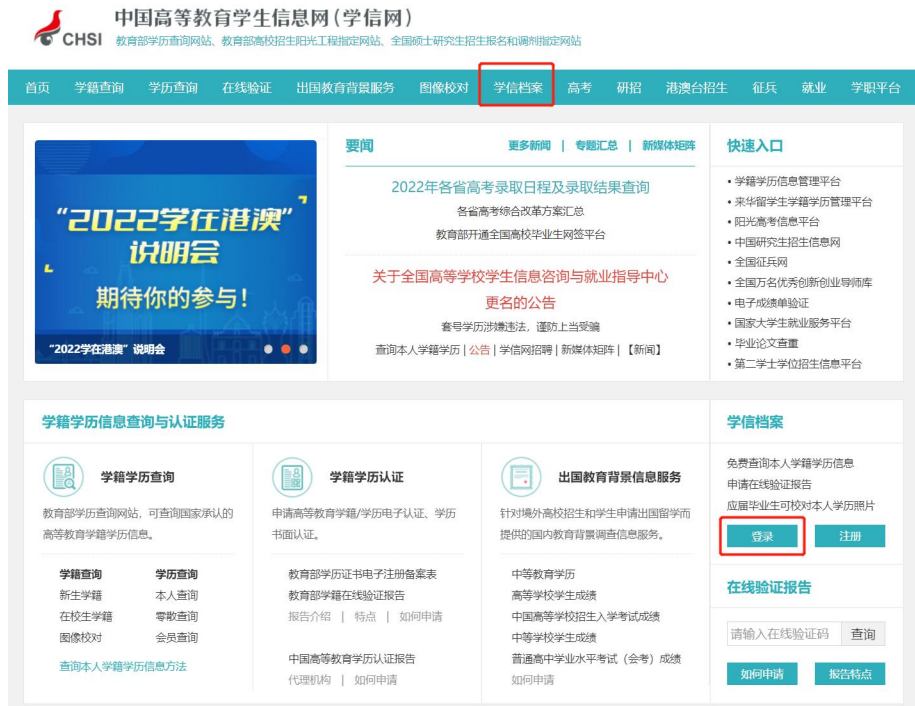 中国高等教育学生信息网(学信网)
CHSI 教育部学历查询网站、教育部高校招生阳光工程指定网站、全国硕士研究生招生报名和调剂指定网站
首页 学籍查询 学历查询 在线验证 出国教育背景服务 图像校对 学信档案 高考 研招 港澳台招生 征兵 就业 学职平台
“2022学在港澳”
说明会
期待你的参与!
“2022学在港澳”说明会
要闻 更多新闻 | 专题汇总 | 新媒体矩阵
2022年各省高考录取日程及录取结果查询
各省高考综合改革方案汇总
教育部开通全国高校毕业生网签平台
关于全国高等学校学生信息咨询与就业指导中心
更名的公告
套号学历涉嫌违法,谨防上当受骗
查询本人学籍学历 | 公告 | 学信网招聘 | 新媒体矩阵 | 【新闻】
快速入口
• 学籍学历信息管理平台
• 来华留学生学籍学历管理平台
• 阳光高考信息平台
• 中国研究生招生信息网
• 全国征兵网
• 全国万名优秀创新创业导师库
• 电子成绩单验证
• 国家大学生就业服务平台
• 毕业论文查重
• 第二学士学位招生信息平台
学籍学历信息查询与认证服务
学籍学历查询
教育部学历查询网站,可查询国家承认的
高等教育学籍学历信息。
学籍查询 学历查询
新生学籍 本人查询
在校生学籍 零散查询
图像校对 会员查询
查询本人学籍学历信息方法
学籍学历认证
申请高等教育学籍/学历电子认证、学历
书面认证。
教育部学历证书电子注册备案表
教育部学籍在线验证报告
报告介绍 | 特点 | 如何申请
中国高等教育学历认证报告
代理机构 | 如何申请
出国教育背景信息服务
针对境外高校招生和学生申请出国留学而
提供的国内教育背景调查信息服务。
中等教育学历
高等学校学生成绩
中国高等学校招生入学考试成绩
中等学校学生成绩
普通高中学业水平考试(会考)成绩
如何申请
学信档案
免费查询本人学籍学历信息
申请在线验证报告
应届毕业生可校对本人学历照片
登录 注册
在线验证报告
请输入在线验证码 查询
如何申请 报告特点